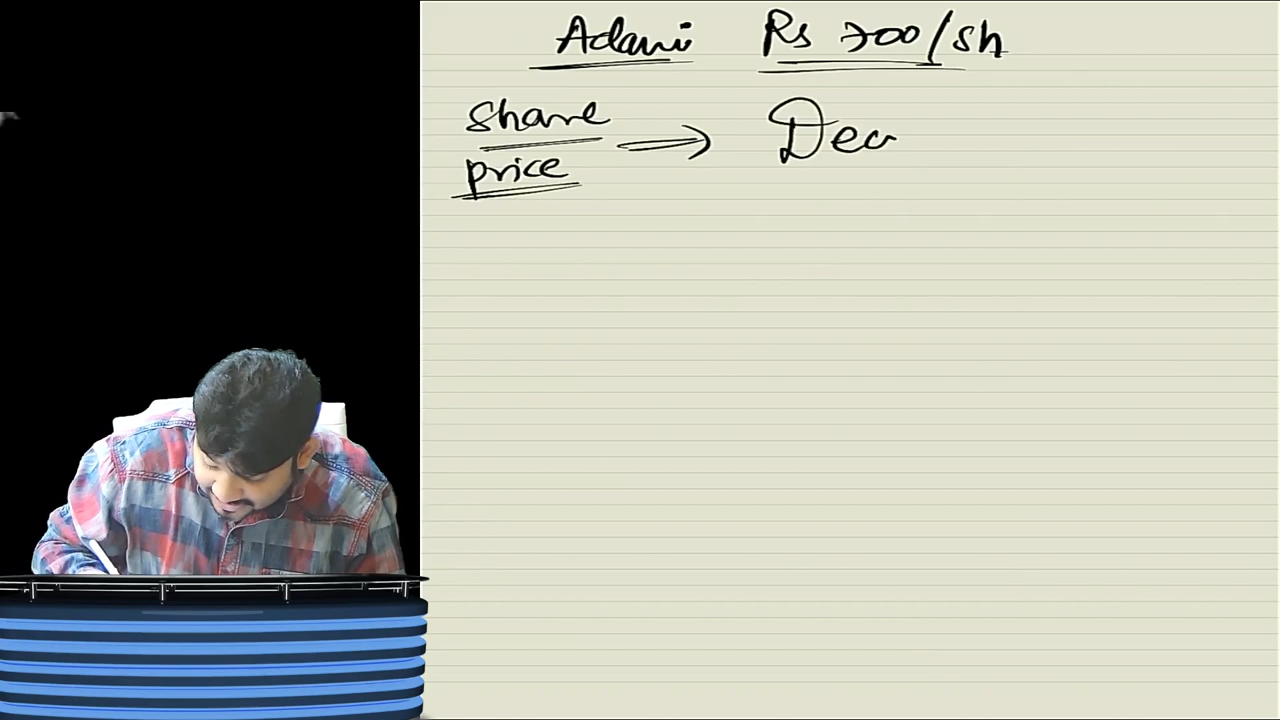 Adani Rs 700/sh
share ⇒ Dec
price